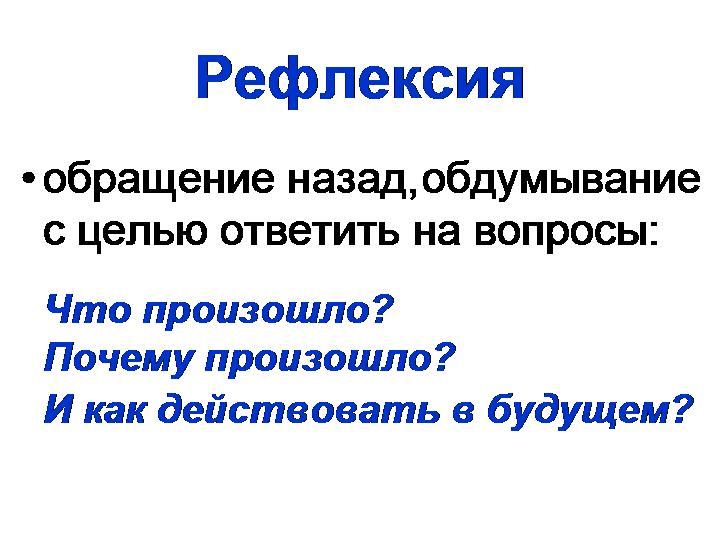 Рефлексия
• обращение назад, обдумывание
с целью ответить на вопросы:
Что произошло?
Почему произошло?
И как действовать в будущем?